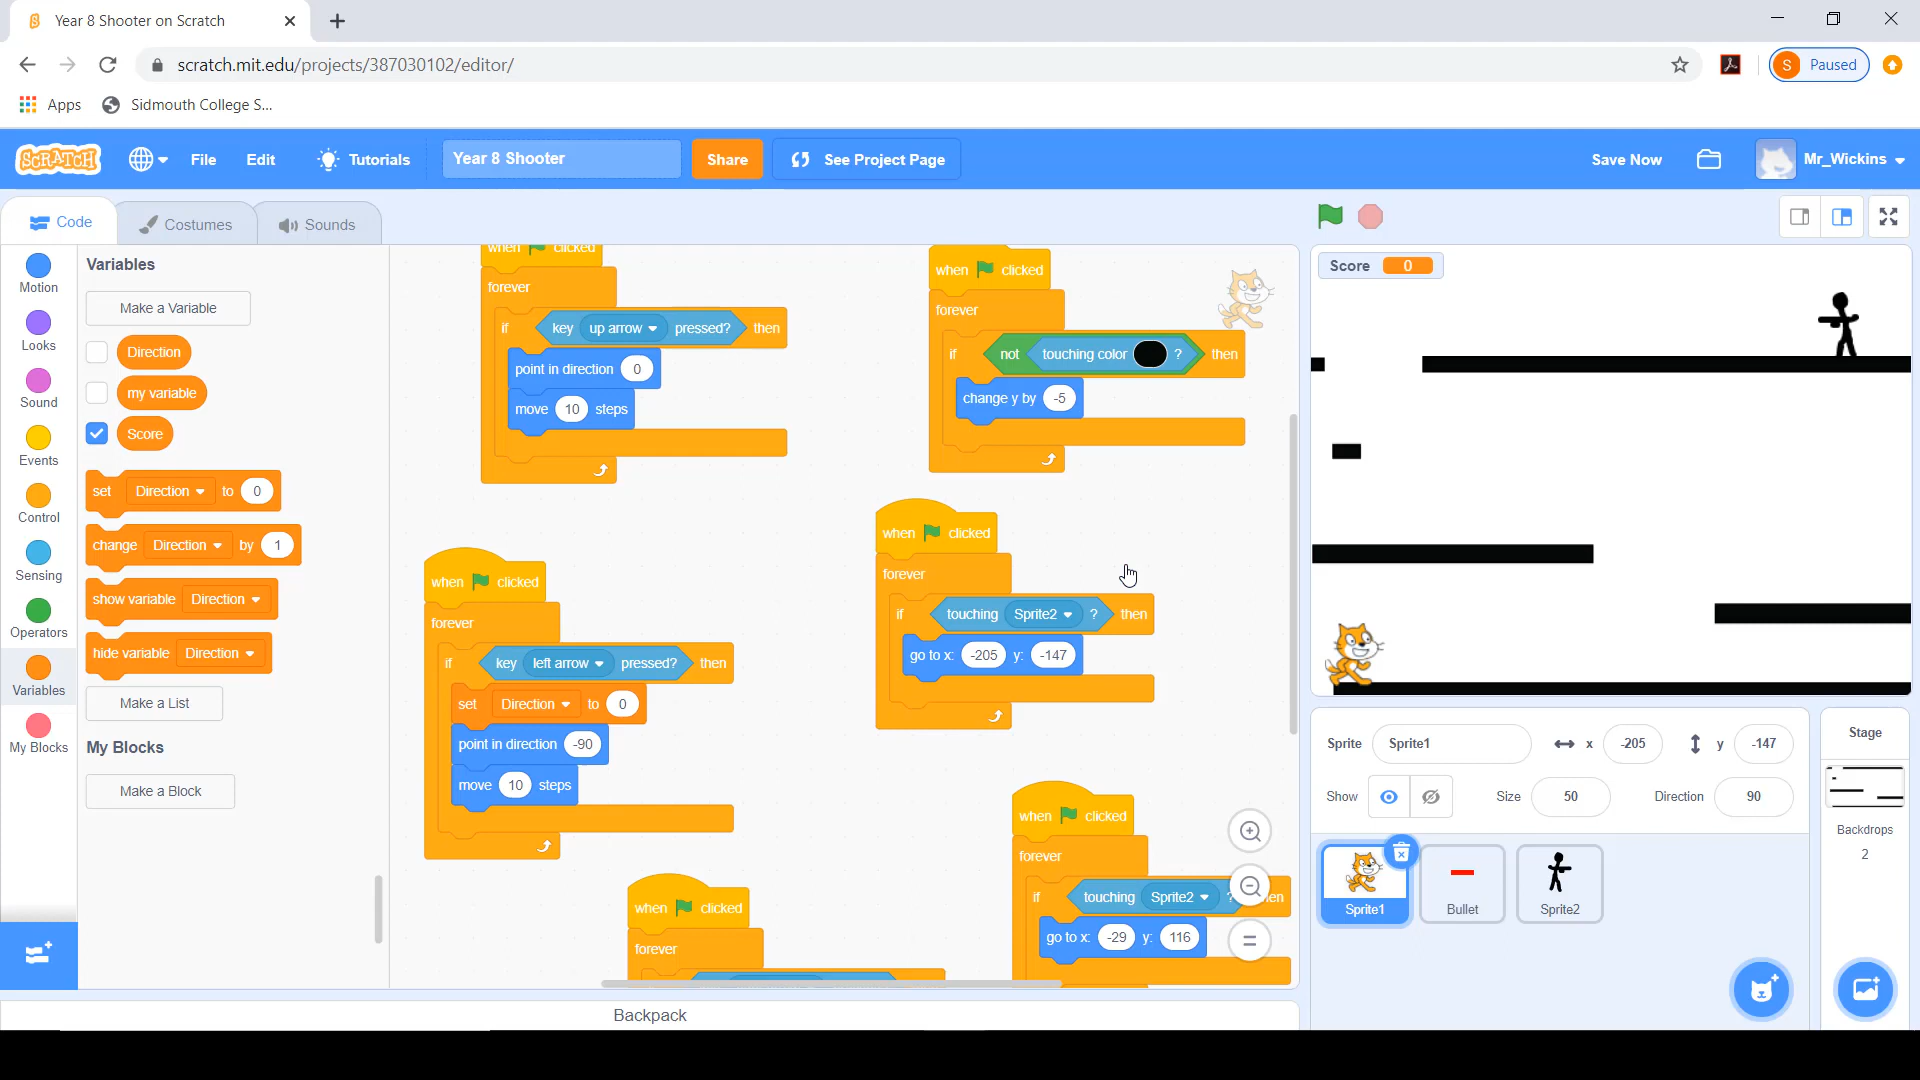 Year 8 Shooter on Scratch
scratch.mit.edu/projects/387030102/editor/
S Paused
Apps
Sidmouth College S...
SCRATCH
File
Edit
Tutorials
Year 8 Shooter
Share
See Project Page
Save Now
Mr_Wickins
Code
Costumes
Sounds
Motion
Looks
Sound
Events
Control
Sensing
Operators
Variables
My Blocks
Variables
Make a Variable
Direction
my variable
Score
set Direction to 0
change Direction by 1
show variable Direction
hide variable Direction
Make a List
My Blocks
Make a Block
when clicked
forever
if key up arrow pressed? then
point in direction 0
move 10 steps
when clicked
forever
if not touching color ? then
change y by -5
when clicked
forever
if touching Sprite2 ? then
go to x: -205 y: -147
when clicked
forever
if key left arrow pressed? then
set Direction to 0
point in direction -90
move 10 steps
when clicked
forever
when clicked
forever
if touching Sprite2 ?
go to x: -29 y: 116
Backpack
Score 0
Sprite Sprite1 x -205 y -147
Show Size 50 Direction 90
Sprite1
Bullet
Sprite2
Stage
Backdrops
2